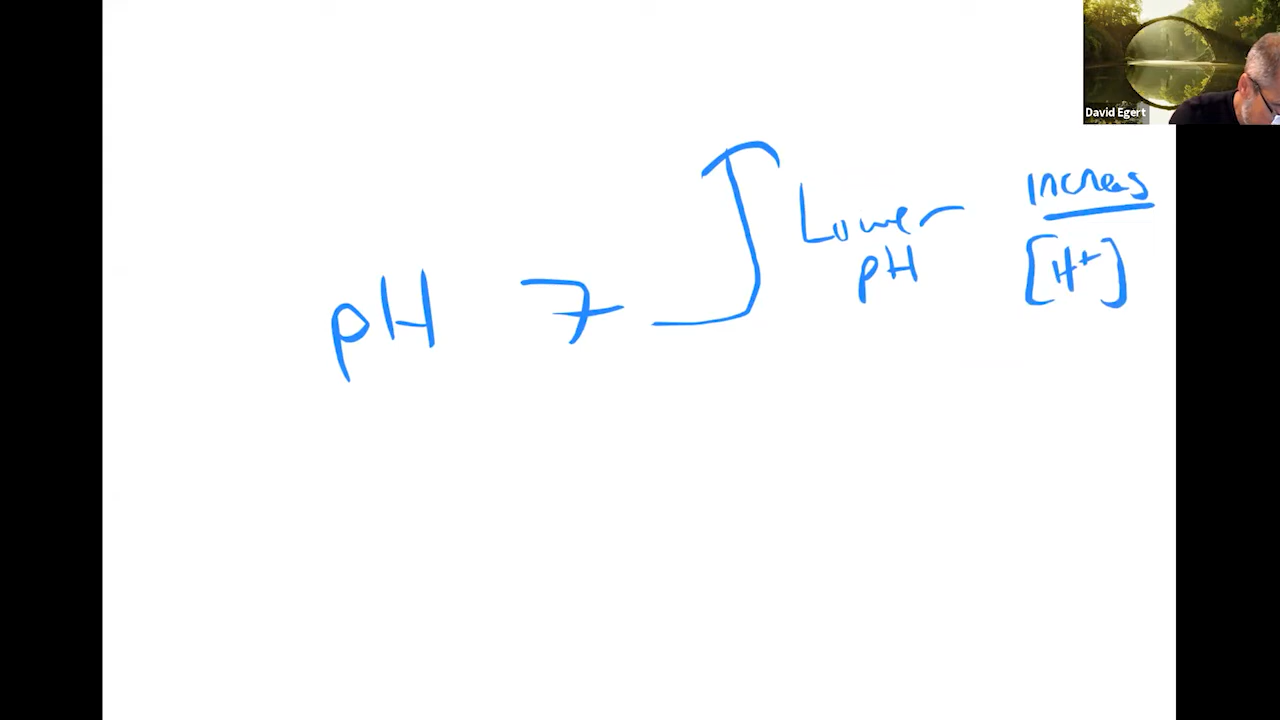 David Egert
increas
Lower
pH
[H+]
pH 7